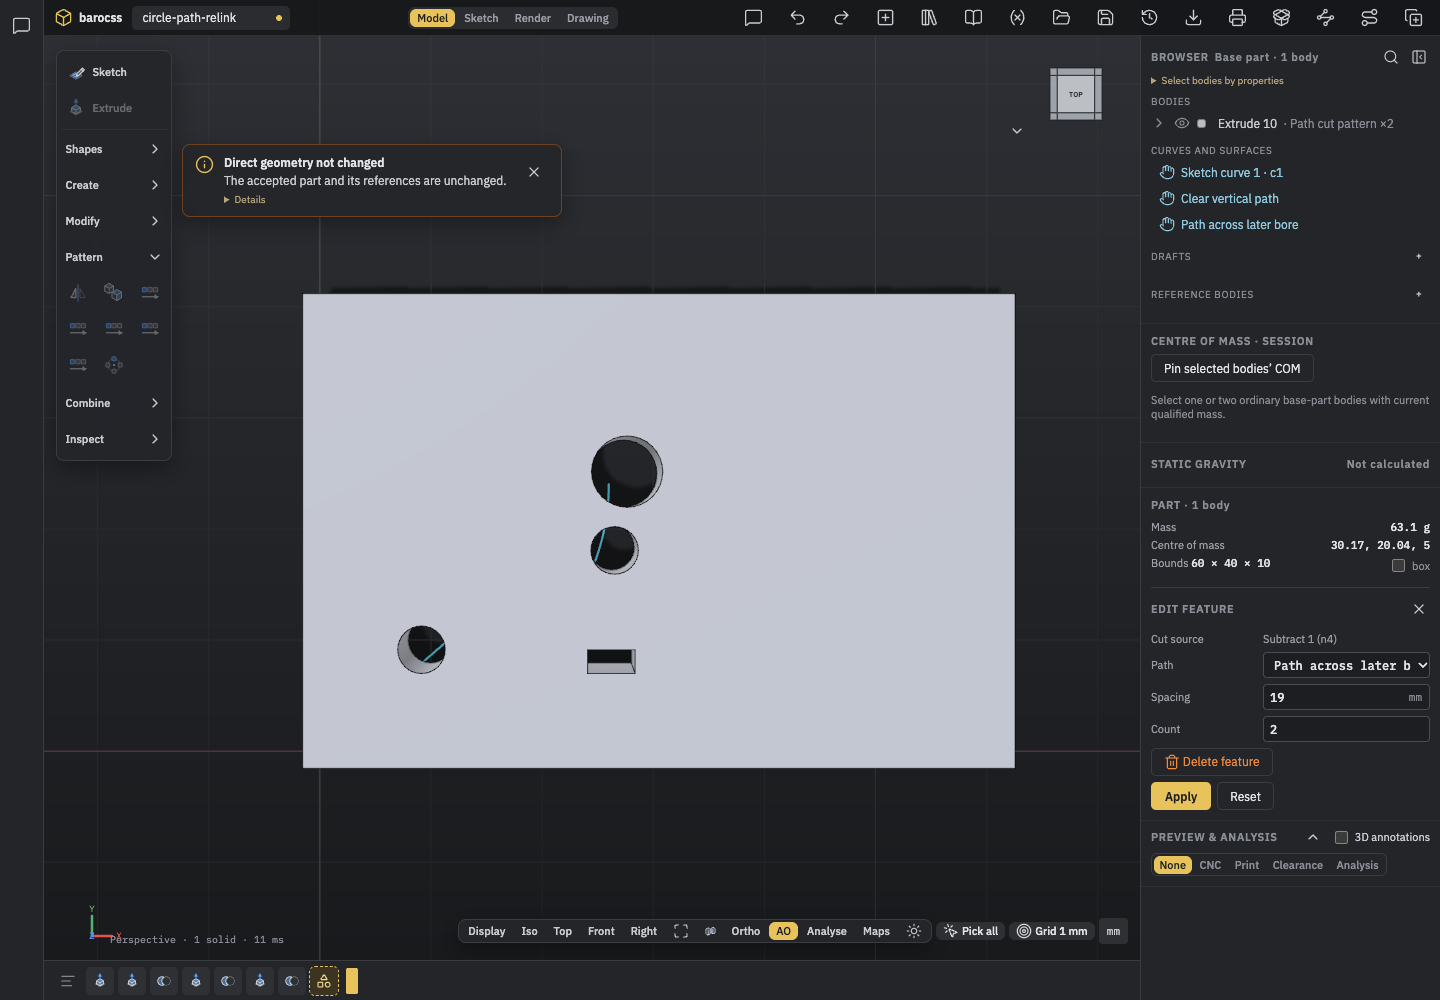 barocss
circle-path-relink
Model
Sketch
Render
Drawing
Sketch
Extrude
Shapes
Create
Modify
Pattern
Combine
Inspect
Direct geometry not changed
The accepted part and its references are unchanged.
Details
TOP
BROWSER Base part · 1 body
Select bodies by properties
BODIES
Extrude 10 · Path cut pattern ×2
CURVES AND SURFACES
Sketch curve 1 · c1
Clear vertical path
Path across later bore
DRAFTS +
REFERENCE BODIES +
CENTRE OF MASS · SESSION
Pin selected bodies’ COM
Select one or two ordinary base-part bodies with current
qualified mass.
STATIC GRAVITY Not calculated
PART · 1 body
Mass 63.1 g
Centre of mass 30.17, 20.04, 5
Bounds 60 × 40 × 10 box
EDIT FEATURE
Cut source Subtract 1 (n4)
Path Path across later b
Spacing 19 mm
Count 2
Delete feature
Apply Reset
PREVIEW & ANALYSIS 3D annotations
None CNC Print Clearance Analysis
Y
X
Z
Perspective · 1 solid · 11 ms
Display Iso Top Front Right Ortho AO Analyse Maps
Pick all
Grid 1 mm
mm